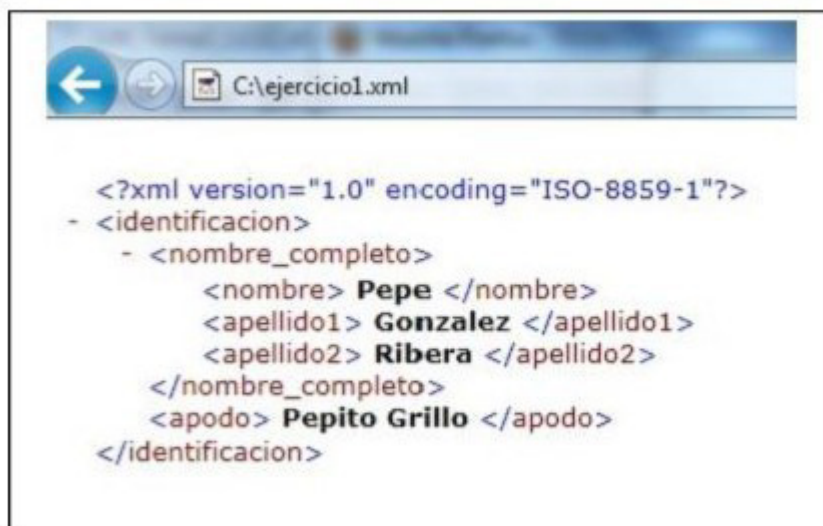 C:\ejercicio1.xml
<?xml version="1.0" encoding="ISO-8859-1"?>
- <identificacion>
- <nombre_completo>
<nombre> Pepe </nombre>
<apellido1> Gonzalez </apellido1>
<apellido2> Ribera </apellido2>
</nombre_completo>
<apodo> Pepito Grillo </apodo>
</identificacion>